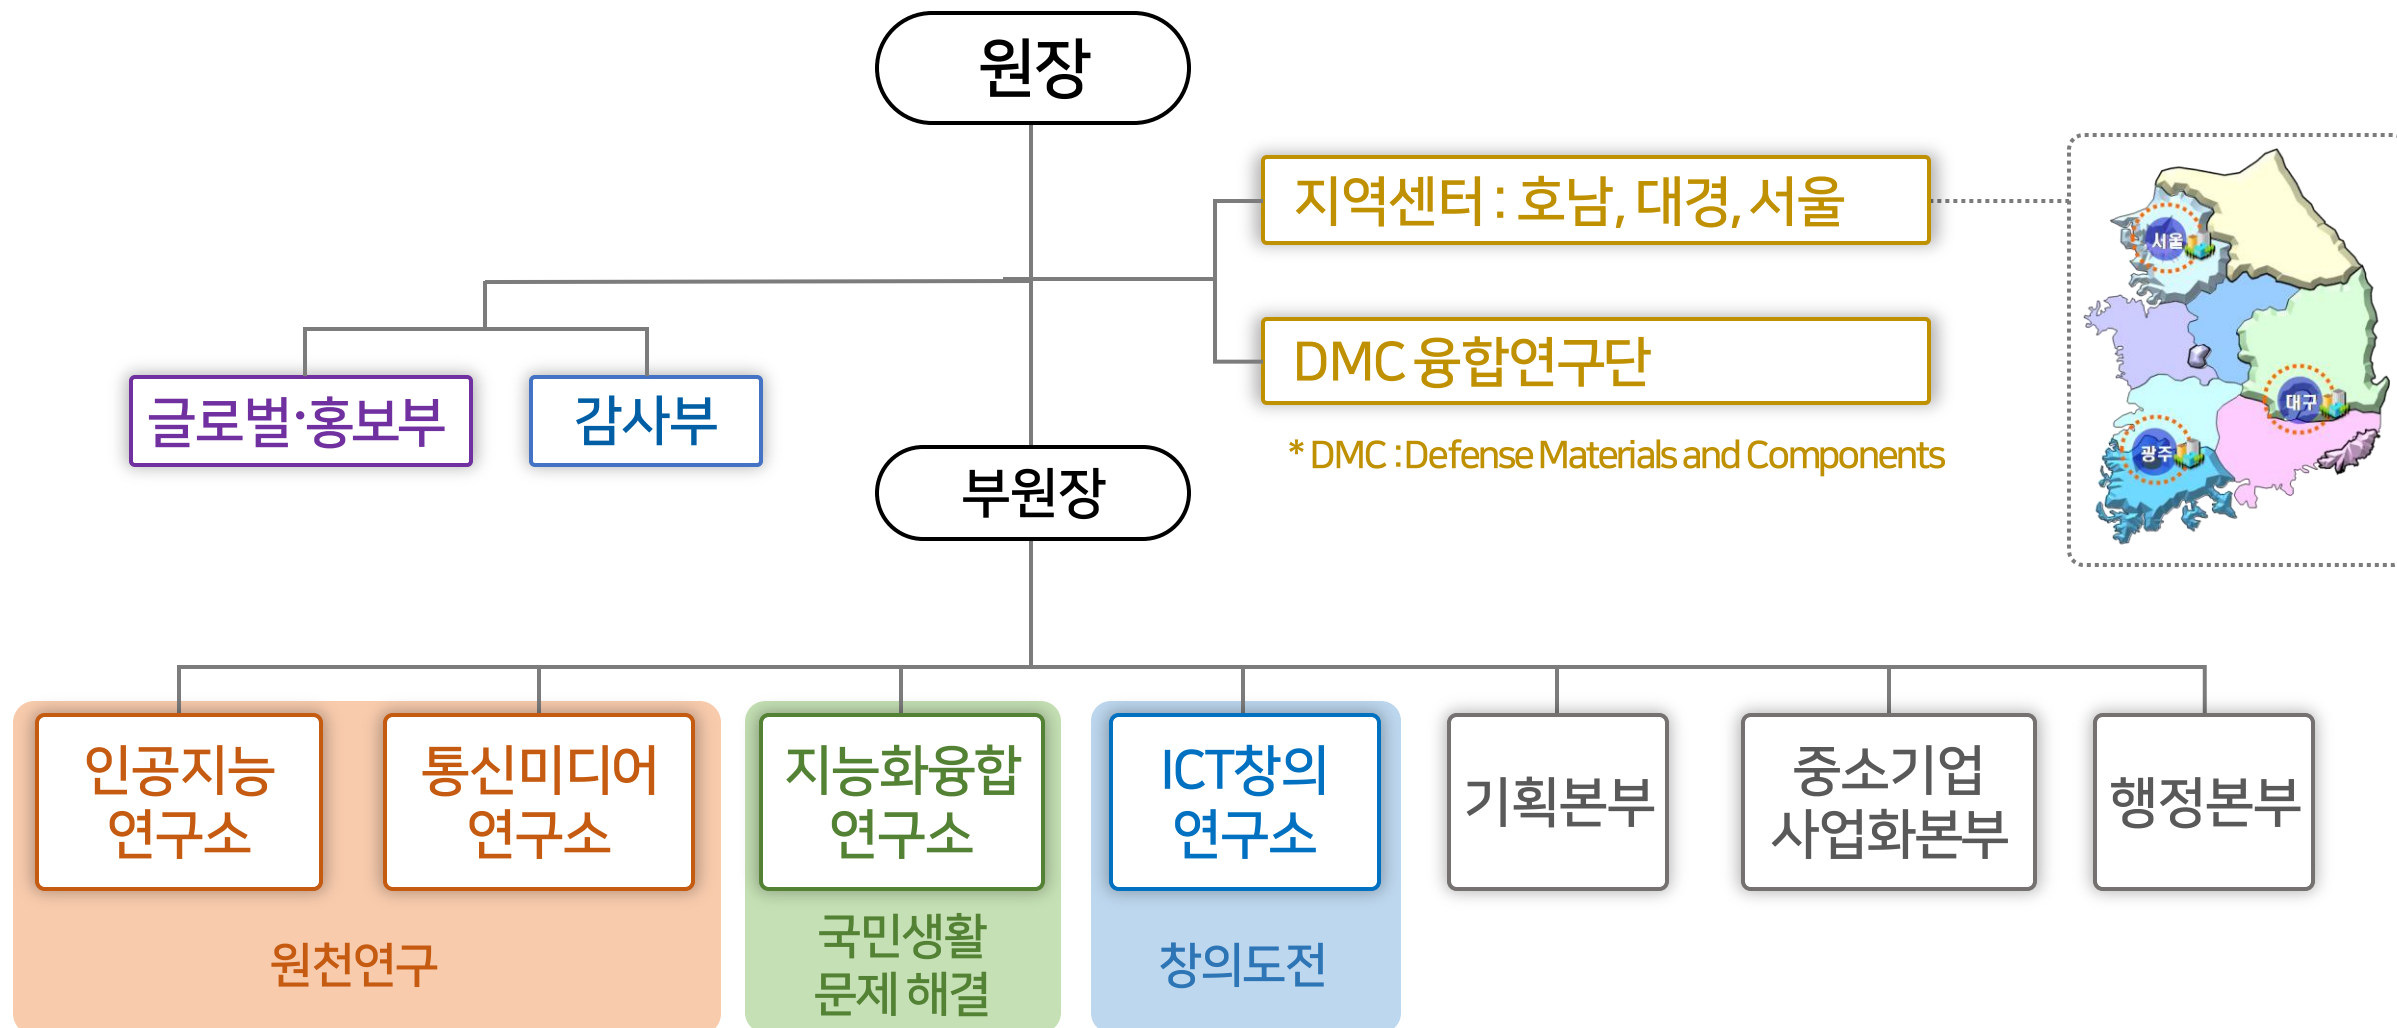 원장
지역센터 : 호남, 대경, 서울
DMC 융합연구단
* DMC : Defense Materials and Components
서울
대구
광주
글로벌·홍보부
감사부
부원장
인공지능
연구소
통신미디어
연구소
원천연구
지능화융합
연구소
국민생활
문제 해결
ICT창의
연구소
창의도전
기획본부
중소기업
사업화본부
행정본부